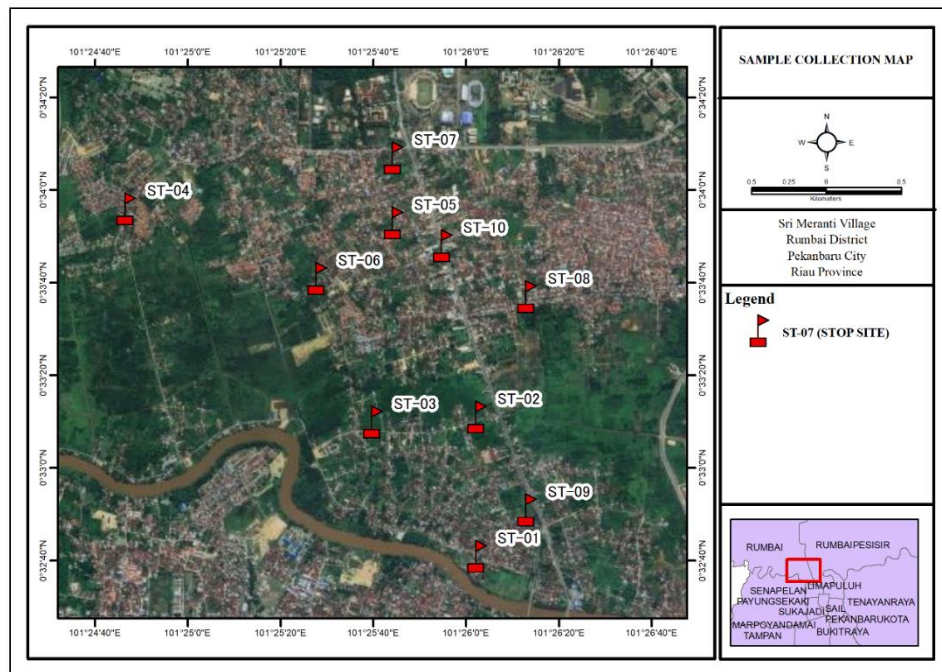 101°24'40"E 101°25'0"E 101°25'20"E 101°25'40"E 101°26'0"E 101°26'20"E 101°26'40"E
0°34'20"N 0°34'20"N
ST-07
0°34'0"N 0°34'0"N
ST-04
ST-05
ST-10
ST-06
0°33'40"N 0°33'40"N
ST-08
0°33'20"N 0°33'20"N
ST-03
ST-02
0°33'0"N 0°33'0"N
ST-09
ST-01
0°32'40"N 0°32'40"N
101°24'40"E 101°25'0"E 101°25'20"E 101°25'40"E 101°26'0"E 101°26'20"E 101°26'40"E
SAMPLE COLLECTION MAP
N
W E
S
0.5 0.25 0 0.5
Kilometers
Sri Meranti Village
Rumbai District
Pekanbaru City
Riau Province
Legend
ST-07 (STOP SITE)
RUMBAI RUMBAIPESISIR
LIMAPULUH
SENAPELAN
PAYUNGSEKAKI TENAYANRAYA
SUKAJADI SAIL
PEKANBARUKOTA
MARPOYANDAMAI
TAMPAN BUKITRAYA